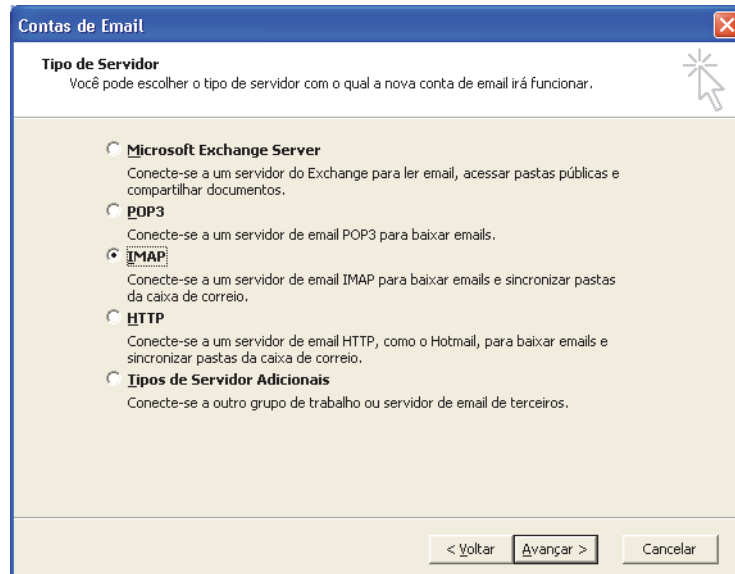 Contas de Email
Tipo de Servidor
Você pode escolher o tipo de servidor com o qual a nova conta de email irá funcionar.
Microsoft Exchange Server
Conecte-se a um servidor do Exchange para ler email, acessar pastas públicas e
compartilhar documentos.
POP3
Conecte-se a um servidor de email POP3 para baixar emails.
IMAP
Conecte-se a um servidor de email IMAP para baixar emails e sincronizar pastas
da caixa de correio.
HTTP
Conecte-se a um servidor de email HTTP, como o Hotmail, para baixar emails e
sincronizar pastas da caixa de correio.
Tipos de Servidor Adicionais
Conecte-se a outro grupo de trabalho ou servidor de email de terceiros.
< Voltar Avançar > Cancelar